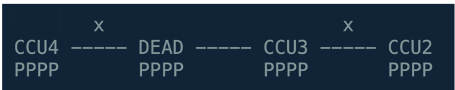 x x
CCU4 ----- DEAD ----- CCU3 ----- CCU2
PPPP PPPP PPPP PPPP